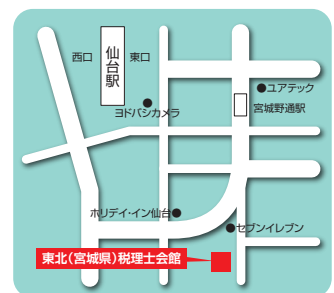 西口
仙台駅
東口
ユアテック
ヨドバシカメラ
宮城野通駅
ホリデイ・イン仙台
セブンイレブン
東北(宮城県)税理士会館